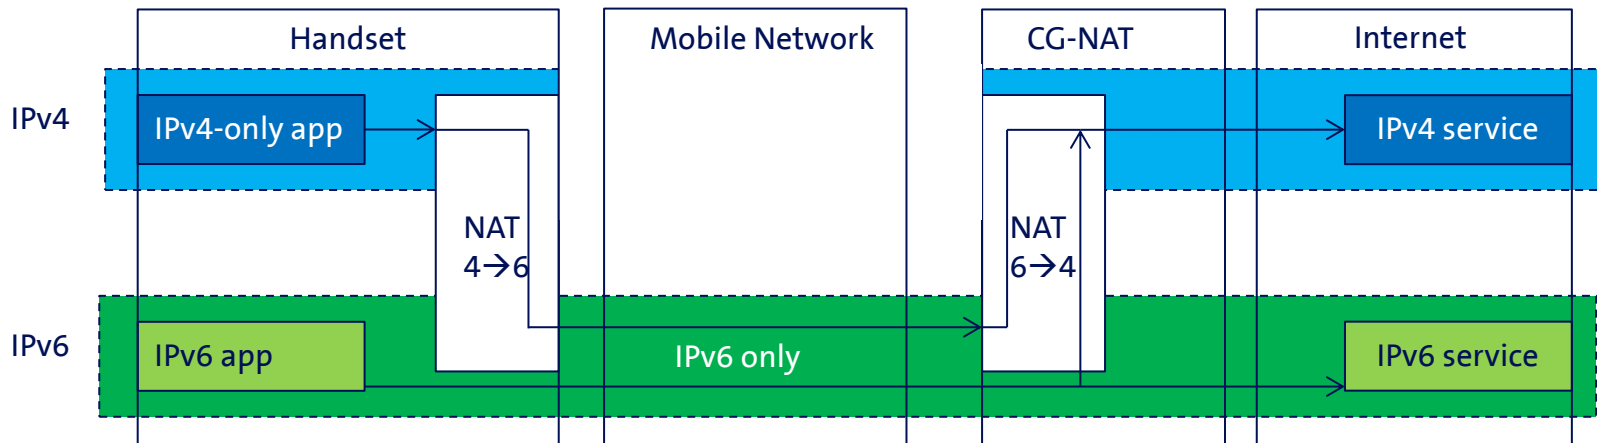 Handset
Mobile Network
CG-NAT
Internet
IPv4
IPv4-only app
IPv4 service
NAT
4→6
NAT
6→4
IPv6
IPv6 app
IPv6 only
IPv6 service